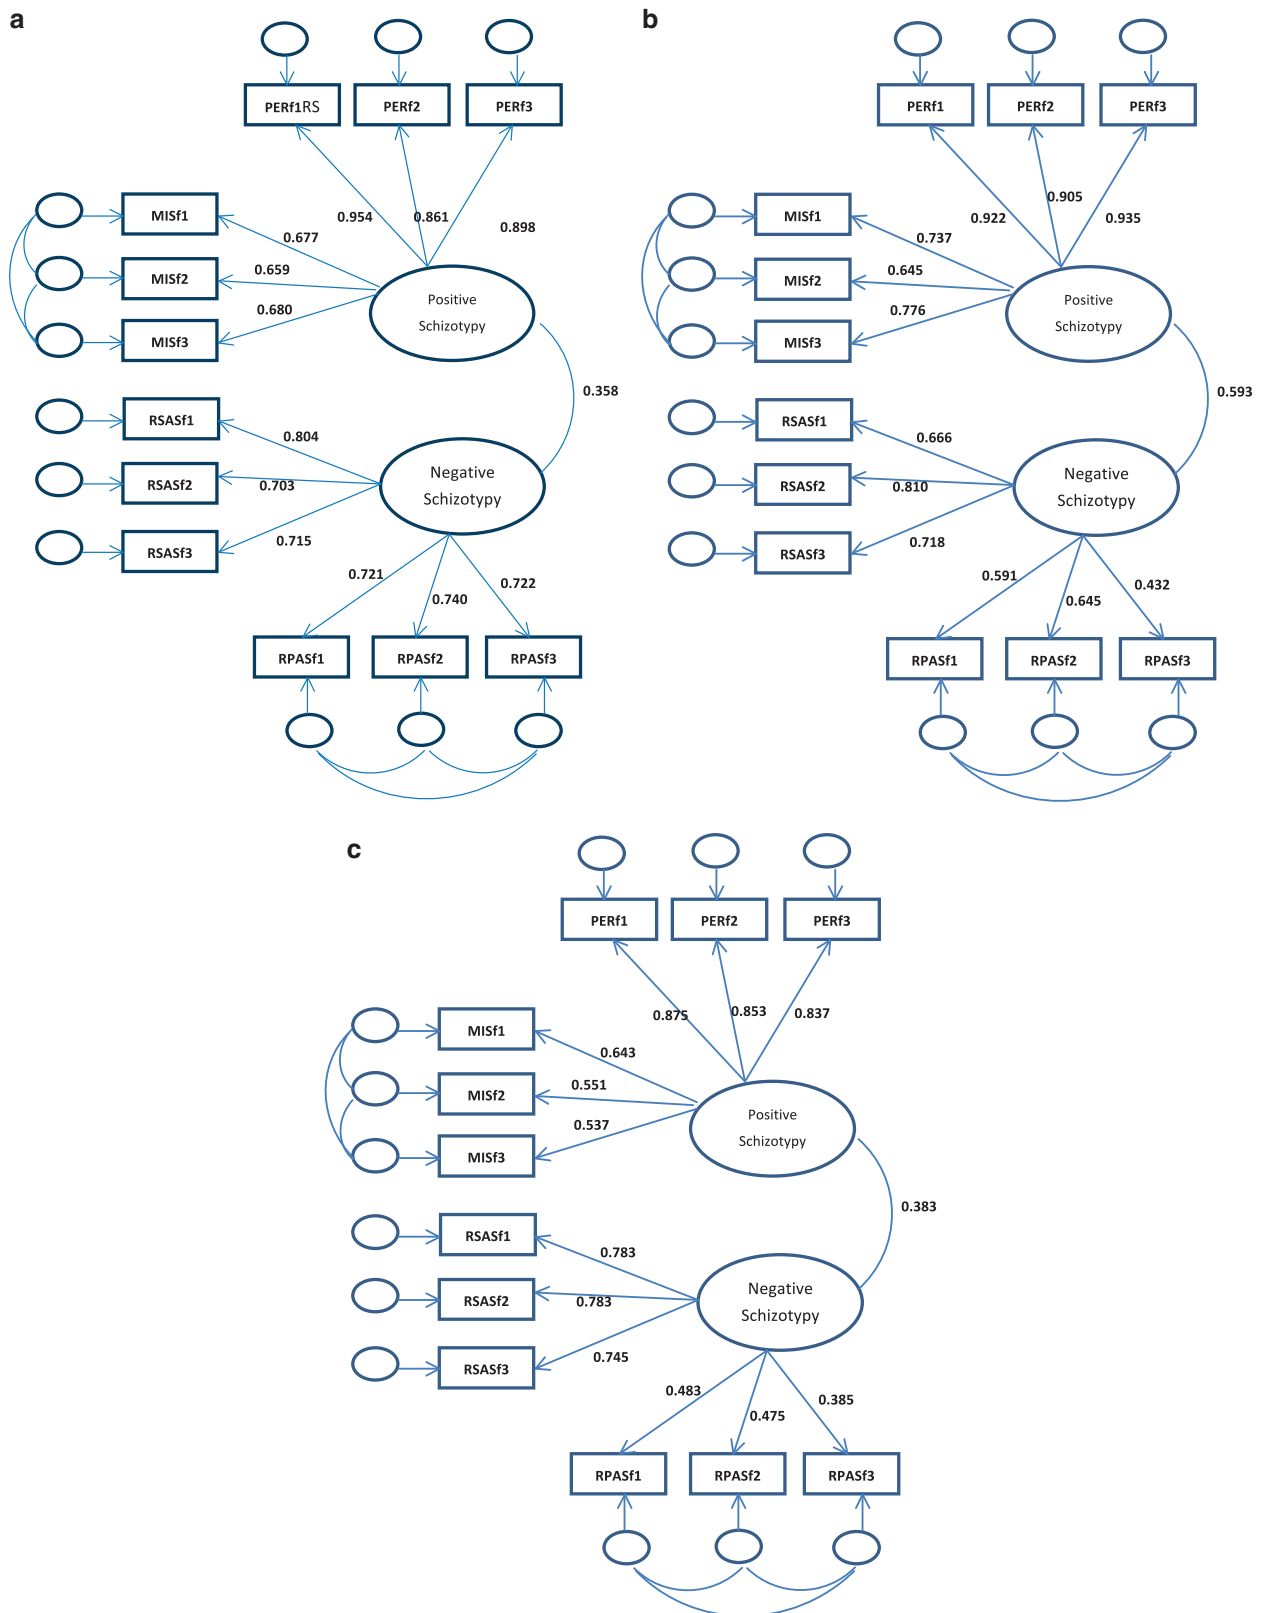 a
PERf1RS
PERf2
PERf3
MISf1
MISf2
MISf3
0.954
0.861
0.898
0.677
0.659
0.680
Positive
Schizotypy
0.358
RSASf1
RSASf2
RSASf3
0.804
0.703
0.715
Negative
Schizotypy
0.721
0.740
0.722
RPASf1
RPASf2
RPASf3
b
PERf1
PERf2
PERf3
MISf1
MISf2
MISf3
0.922
0.905
0.935
0.737
0.645
0.776
Positive
Schizotypy
0.593
RSASf1
RSASf2
RSASf3
0.666
0.810
0.718
Negative
Schizotypy
0.591
0.645
0.432
RPASf1
RPASf2
RPASf3
c
PERf1
PERf2
PERf3
MISf1
MISf2
MISf3
0.875
0.853
0.837
0.643
0.551
0.537
Positive
Schizotypy
0.383
RSASf1
RSASf2
RSASf3
0.783
0.783
0.745
Negative
Schizotypy
0.483
0.475
0.385
RPASf1
RPASf2
RPASf3